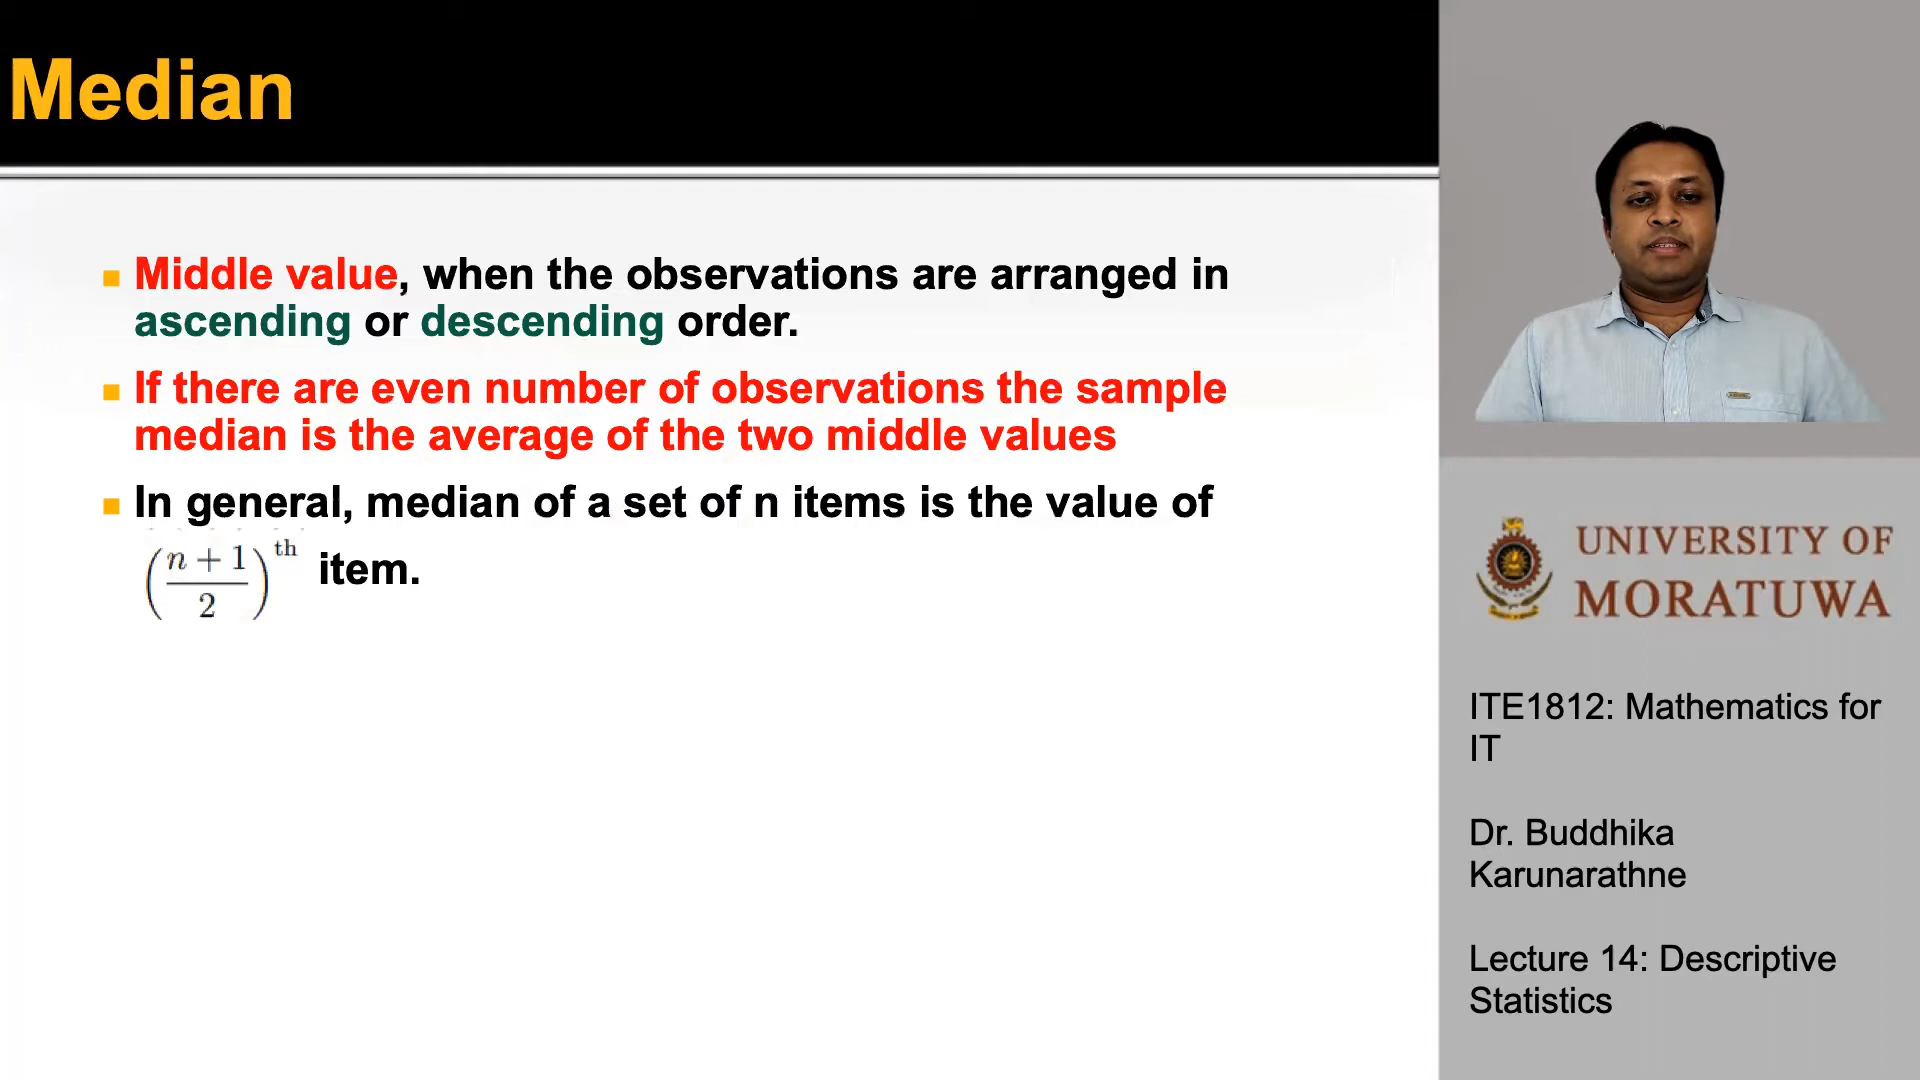 Median
Middle value, when the observations are arranged in
ascending or descending order.
If there are even number of observations the sample
median is the average of the two middle values
In general, median of a set of n items is the value of
(n + 1 / 2)th item.
UNIVERSITY OF
MORATUWA
ITE1812: Mathematics for
IT
Dr. Buddhika
Karunarathne
Lecture 14: Descriptive
Statistics